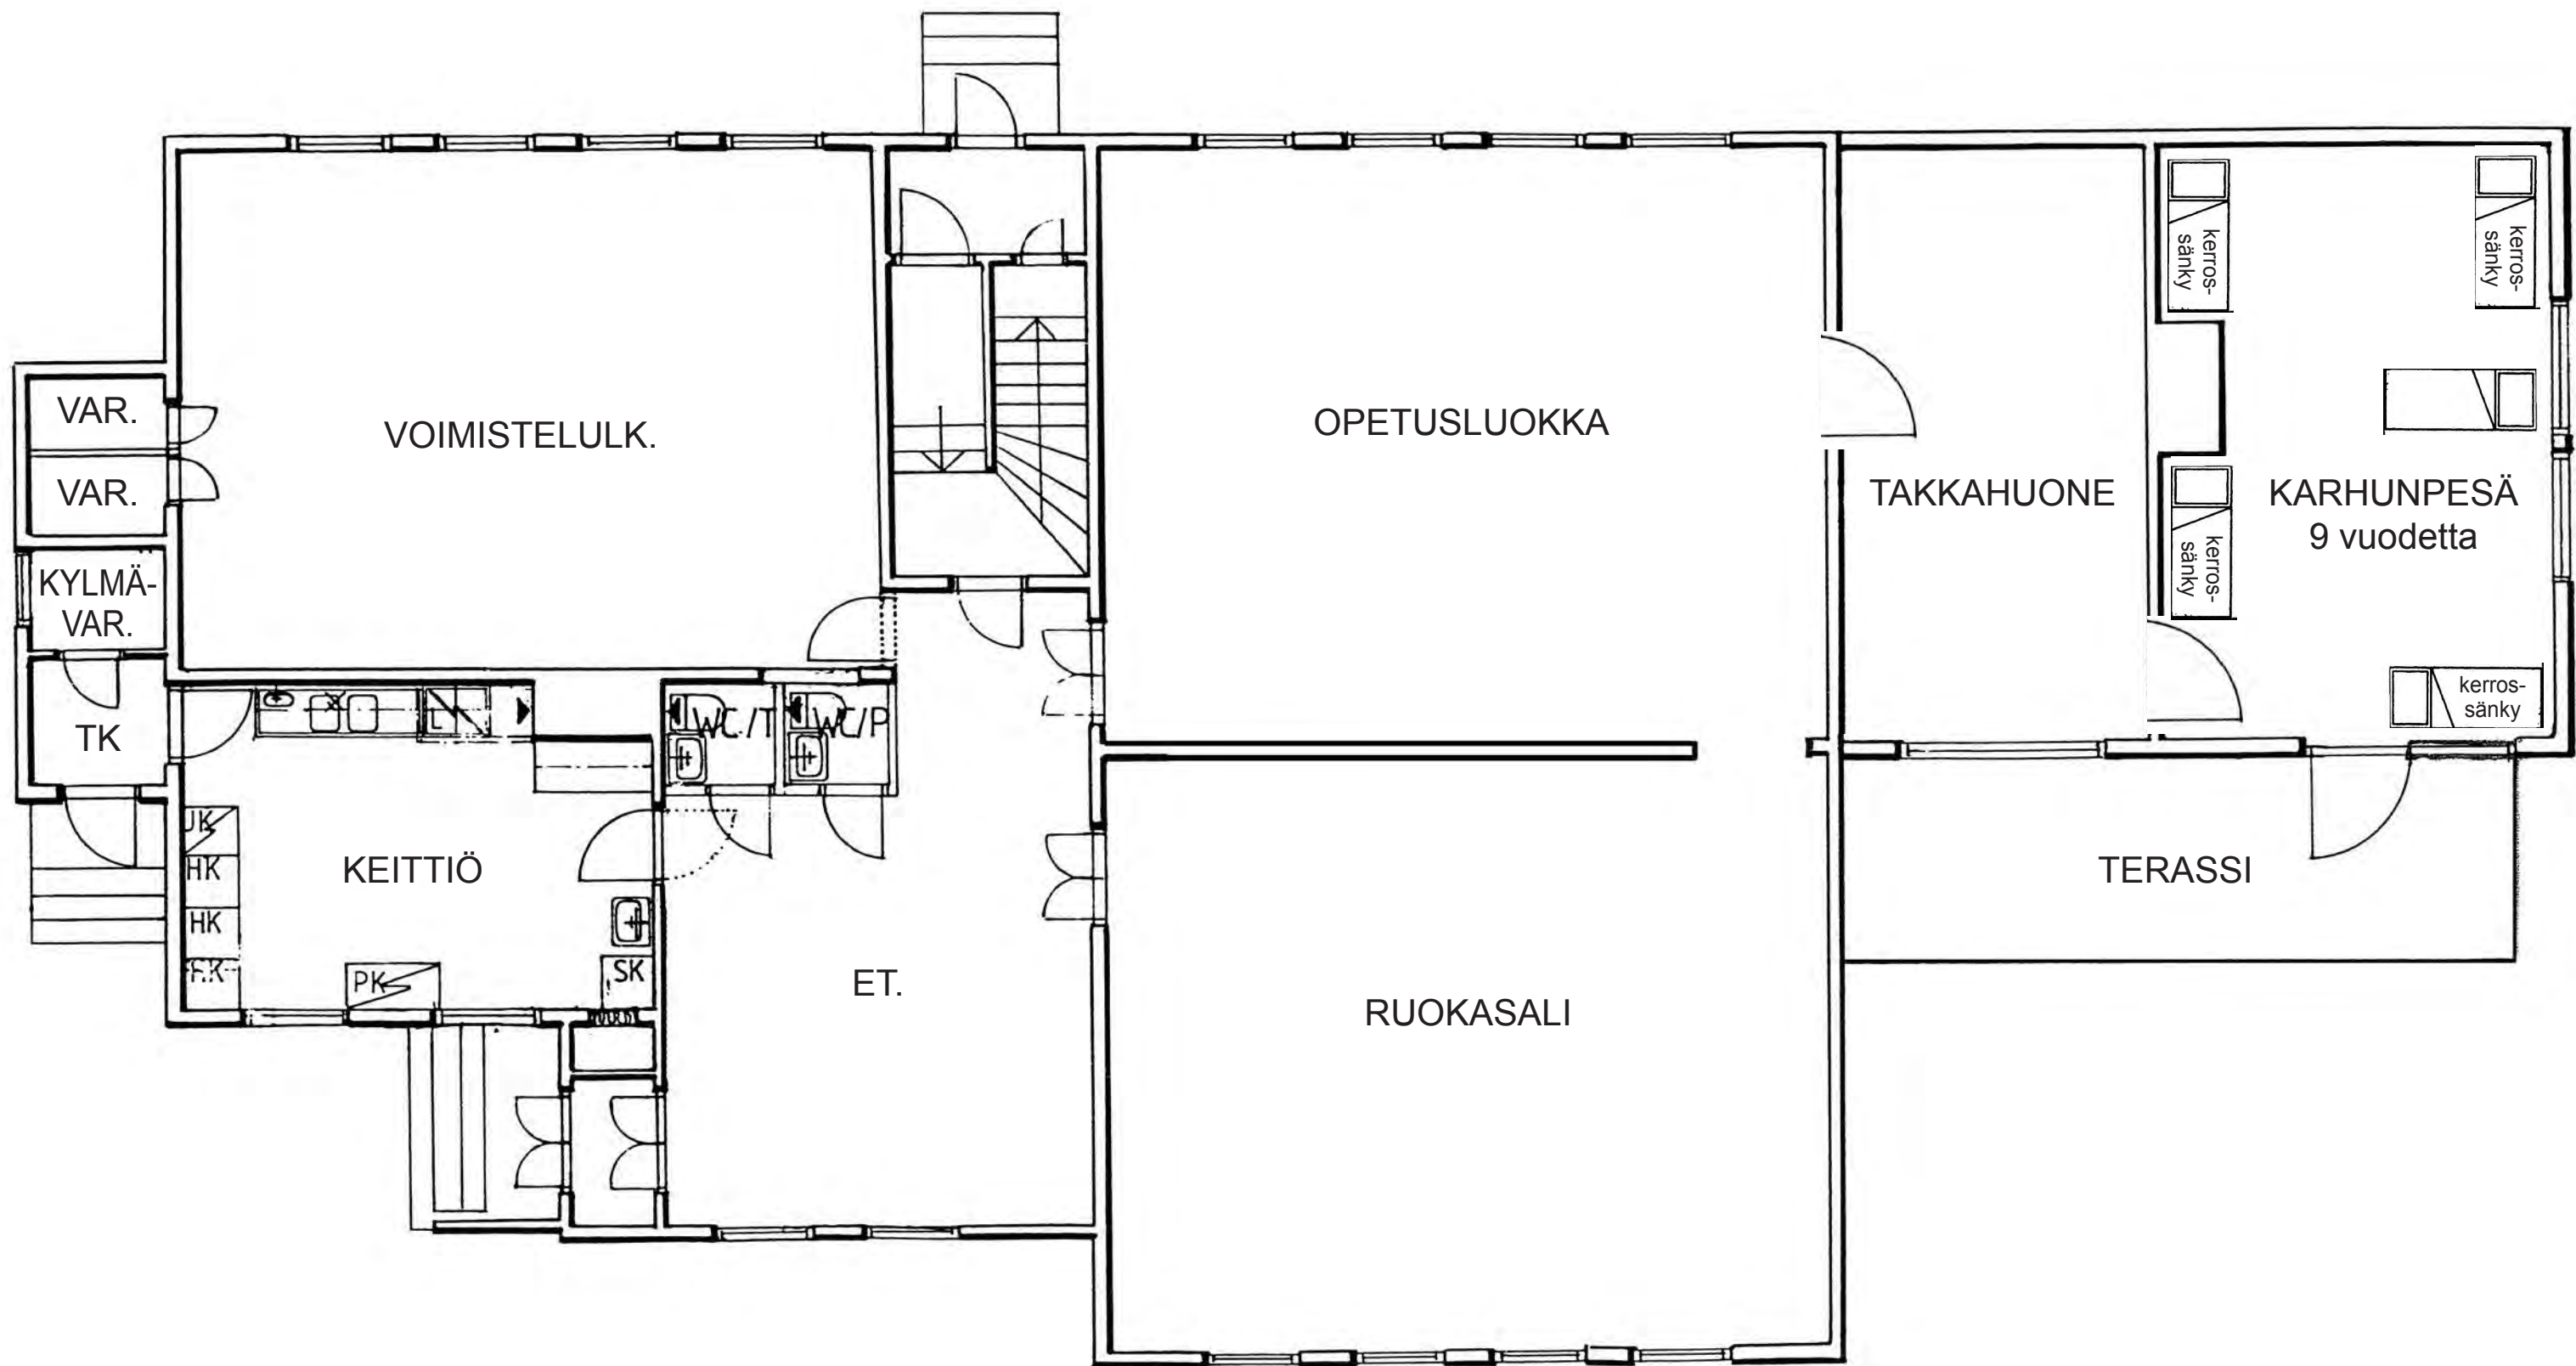 kerros-
sänky
kerros-
sänky
VAR.
VOIMISTELULK.
OPETUSLUOKKA
VAR.
TAKKAHUONE
KARHUNPESÄ
9 vuodetta
kerros-
sänky
KYLMÄ-
VAR.
kerros-
sänky
WC/T
WC/P
TK
JK
HK
KEITTIÖ
TERASSI
HK
PK
SK
ET.
RUOKASALI